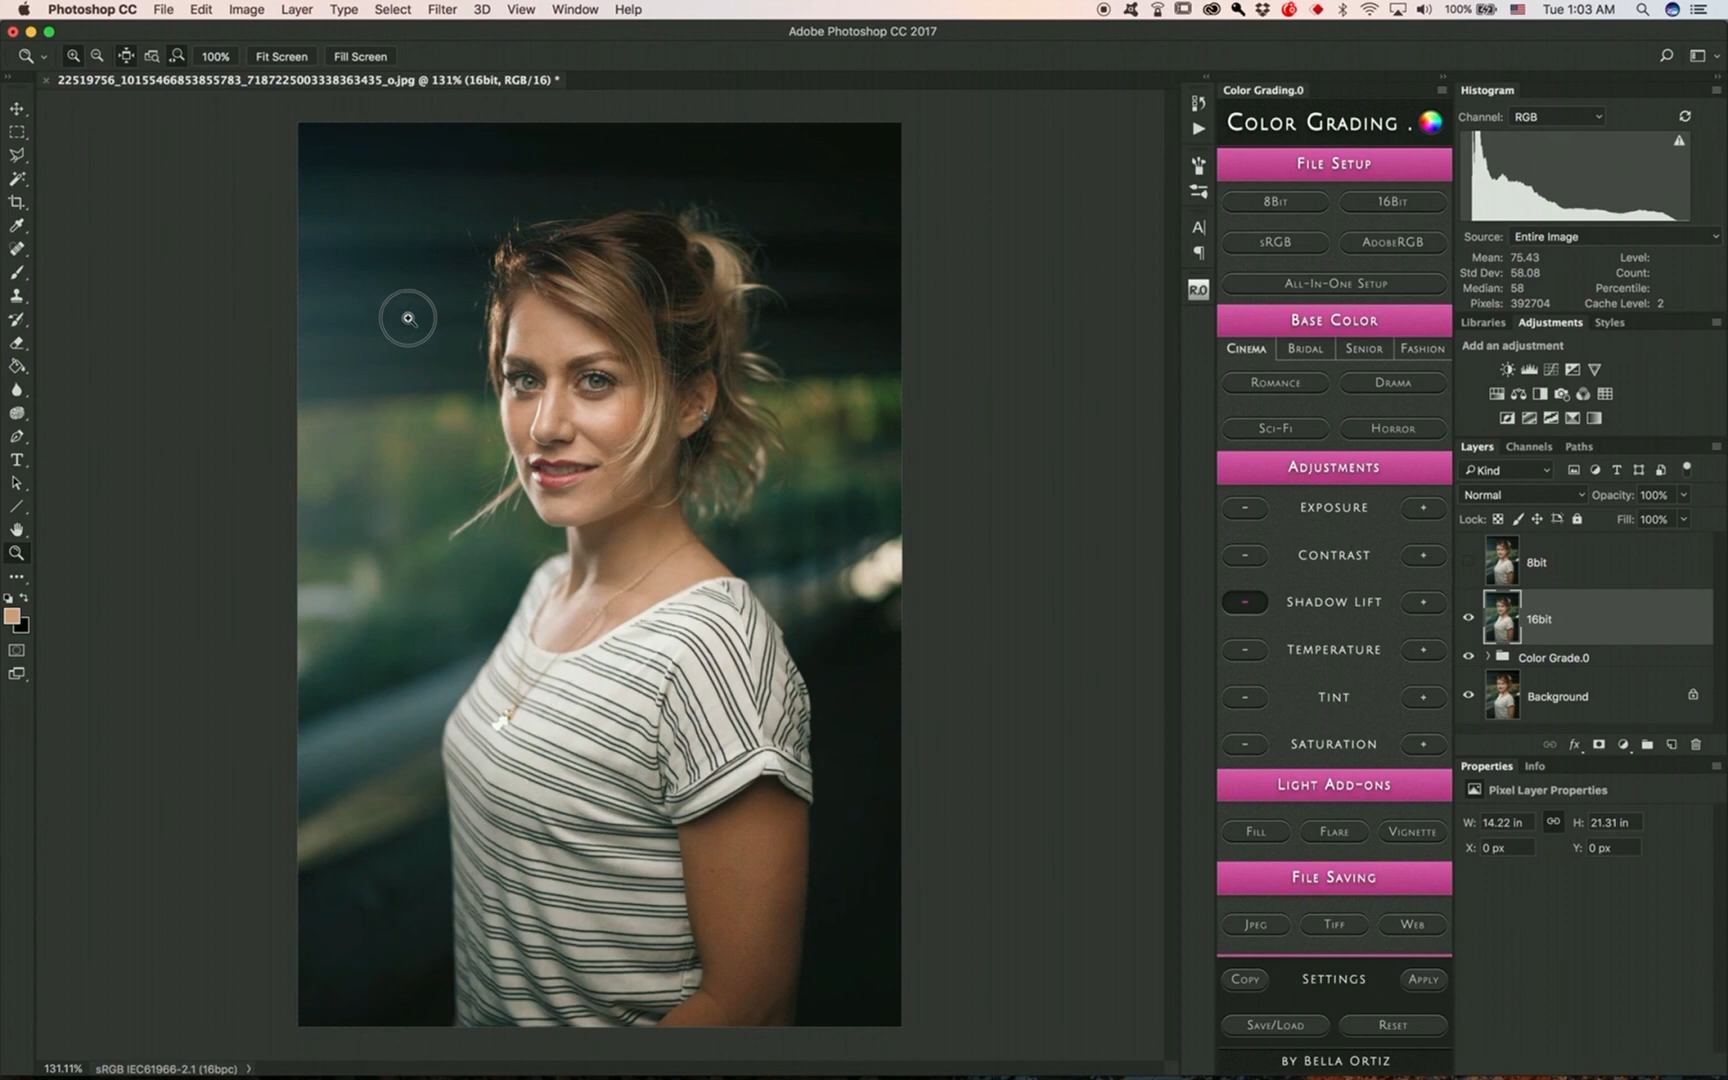 Photoshop CC File Edit Image Layer Type Select Filter 3D View Window Help 100% Tue 1:03 AM
Adobe Photoshop CC 2017
100% Fit Screen Fill Screen
22519756_10155466853855783_7187225003338363435_o.jpg @ 131% (16bit, RGB/16) *
Color Grading.0
COLOR GRADING .
FILE SETUP
8BIT 16BIT
SRGB ADOBERGB
ALL-IN-ONE SETUP
BASE COLOR
CINEMA BRIDAL SENIOR FASHION
ROMANCE DRAMA
SCI-FI HORROR
ADJUSTMENTS
- EXPOSURE +
- CONTRAST +
- SHADOW LIFT +
- TEMPERATURE +
- TINT +
- SATURATION +
LIGHT ADD-ONS
FILL FLARE VIGNETTE
FILE SAVING
JPEG TIFF WEB
COPY SETTINGS APPLY
SAVE/LOAD RESET
BY BELLA ORTIZ
R.O
Histogram
Channel: RGB
Source: Entire Image
Mean: 75.43 Level:
Std Dev: 58.08 Count:
Median: 58 Percentile:
Pixels: 392704 Cache Level: 2
Libraries Adjustments Styles
Add an adjustment
Layers Channels Paths
Kind
Normal Opacity: 100%
Lock: Fill: 100%
8bit
16bit
Color Grade.0
Background
fx
Properties Info
Pixel Layer Properties
W: 14.22 in H: 21.31 in
X: 0 px Y: 0 px
131.11% sRGB IEC61966-2.1 (16bpc)